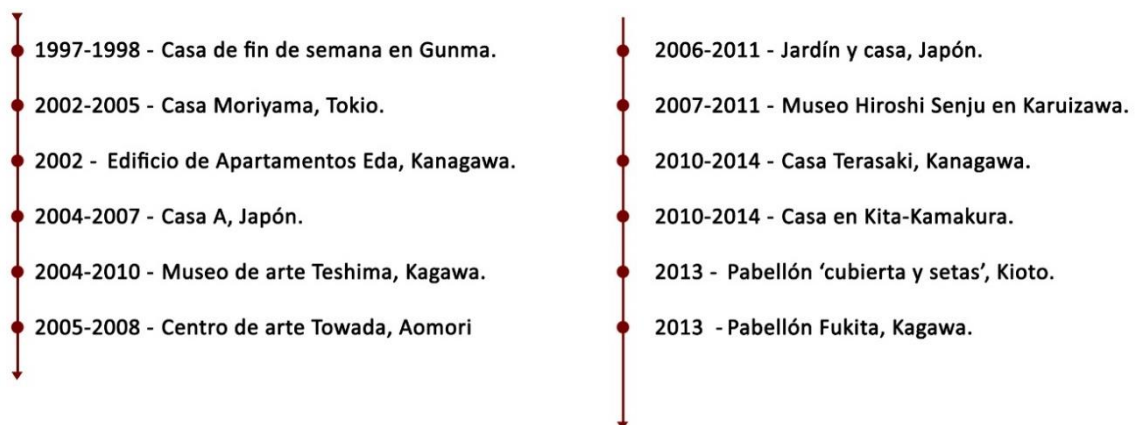 1997-1998 - Casa de fin de semana en Gunma.
2002-2005 - Casa Moriyama, Tokio.
2002 - Edificio de Apartamentos Eda, Kanagawa.
2004-2007 - Casa A, Japón.
2004-2010 - Museo de arte Teshima, Kagawa.
2005-2008 - Centro de arte Towada, Aomori
2006-2011 - Jardín y casa, Japón.
2007-2011 - Museo Hiroshi Senju en Karuizawa.
2010-2014 - Casa Terasaki, Kanagawa.
2010-2014 - Casa en Kita-Kamakura.
2013 - Pabellón ‘cubierta y setas’, Kioto.
2013 - Pabellón Fukita, Kagawa.